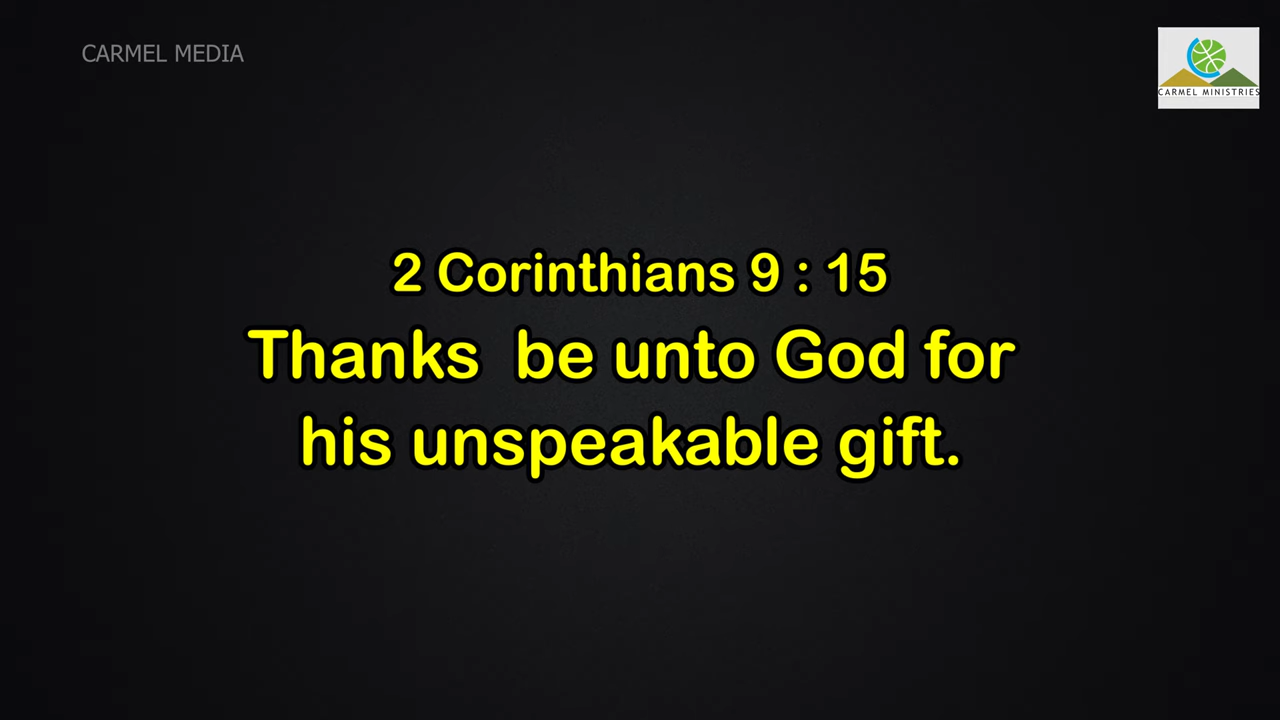 CARMEL MEDIA
CARMEL MINISTRIES
2 Corinthians 9 : 15
Thanks  be unto God for
his unspeakable gift.